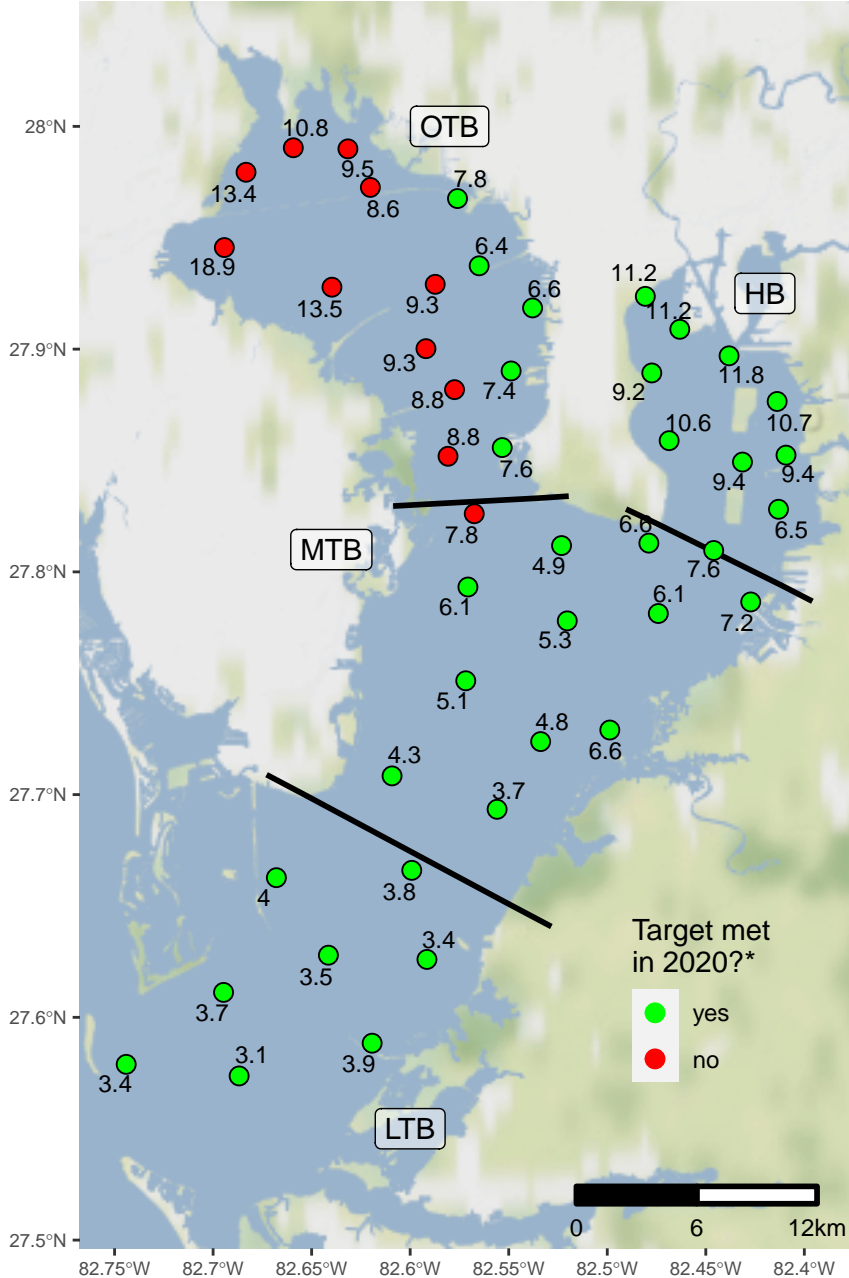 28°N
27.9°N
27.8°N
27.7°N
27.6°N
27.5°N
OTB
10.8
9.5
13.4
8.6
7.8
18.9
6.4
13.5
9.3
6.6
HB
11.2
11.2
11.8
9.3
7.4
9.2
8.8
10.7
8.8
7.6
10.6
9.4
9.4
6.5
MTB
7.8
4.9
6.6
7.6
6.1
6.1
7.2
5.3
5.1
4.8
6.6
4.3
3.7
3.8
4
3.4
3.5
3.7
3.9
3.1
3.4
LTB
Target met
in 2020?*
yes
no
0 6 12km
82.75°W 82.7°W 82.65°W 82.6°W 82.55°W 82.5°W 82.45°W 82.4°W